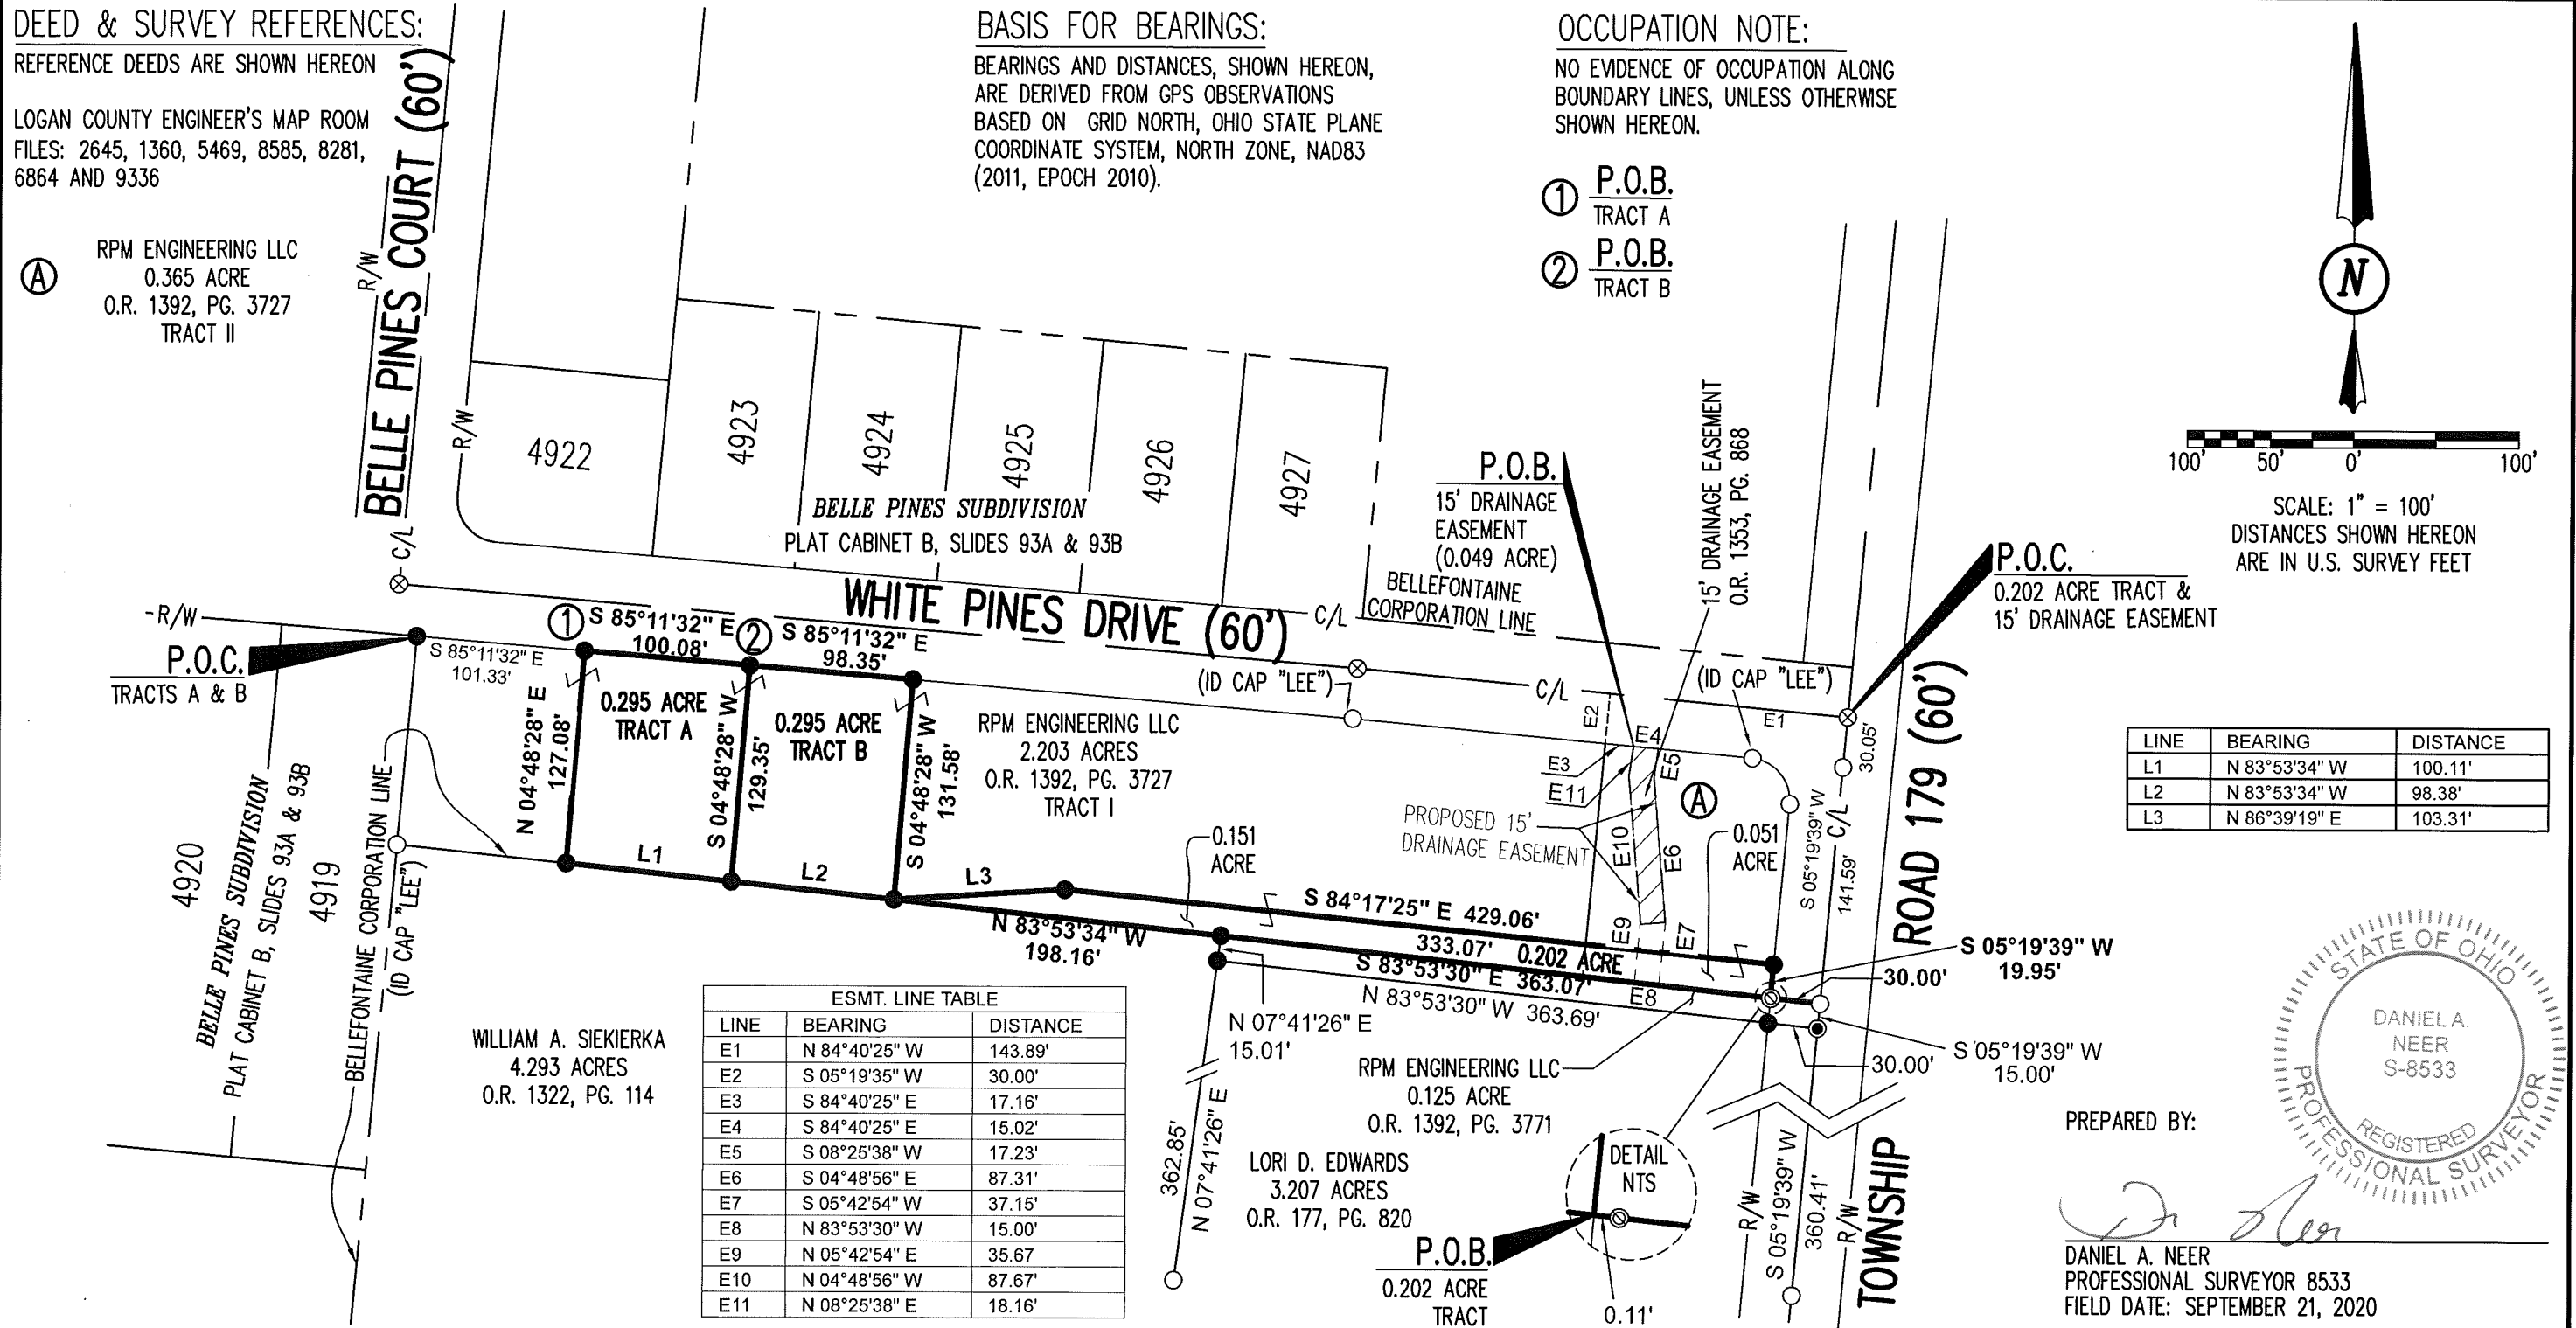 DEED & SURVEY REFERENCES:
REFERENCE DEEDS ARE SHOWN HEREON
LOGAN COUNTY ENGINEER'S MAP ROOM
FILES: 2645, 1360, 5469, 8585, 8281,
6864 AND 9336
A
RPM ENGINEERING LLC
0.365 ACRE
O.R. 1392, PG. 3727
TRACT II
BASIS FOR BEARINGS:
BEARINGS AND DISTANCES, SHOWN HEREON,
ARE DERIVED FROM GPS OBSERVATIONS
BASED ON GRID NORTH, OHIO STATE PLANE
COORDINATE SYSTEM, NORTH ZONE, NAD83
(2011, EPOCH 2010).
OCCUPATION NOTE:
NO EVIDENCE OF OCCUPATION ALONG
BOUNDARY LINES, UNLESS OTHERWISE
SHOWN HEREON.
1 P.O.B.
TRACT A
2 P.O.B.
TRACT B
N
100' 50' 0' 100'
SCALE: 1" = 100'
DISTANCES SHOWN HEREON
ARE IN U.S. SURVEY FEET
BELLE PINES COURT (60')
R/W
R/W
C/L
4922
4923
4924
4925
4926
4927
BELLE PINES SUBDIVISION
PLAT CABINET B, SLIDES 93A & 93B
WHITE PINES DRIVE (60')
C/L
BELLEFONTAINE
CORPORATION LINE
P.O.B.
15' DRAINAGE
EASEMENT
(0.049 ACRE)
15' DRAINAGE EASEMENT
O.R. 1353, PG. 868
P.O.C.
0.202 ACRE TRACT &
15' DRAINAGE EASEMENT
-R/W
P.O.C.
TRACTS A & B
S 85°11'32" E
101.33'
1
S 85°11'32" E
100.08'
2
S 85°11'32" E
98.35'
N 04°48'28" E
127.08'
0.295 ACRE
TRACT A
S 04°48'28" W
129.35'
0.295 ACRE
TRACT B
S 04°48'28" W
131.58'
RPM ENGINEERING LLC
2.203 ACRES
O.R. 1392, PG. 3727
TRACT I
(ID CAP "LEE")
C/L
(ID CAP "LEE")
E1
E2
E3
E4
E5
E11
E10
E6
E9
E7
E8
A
PROPOSED 15'
DRAINAGE EASEMENT
0.151
ACRE
0.051
ACRE
30.05'
S 05°19'39" W
141.59'
C/L
ROAD 179 (60')
TOWNSHIP
LINE BEARING DISTANCE
L1 N 83°53'34" W 100.11'
L2 N 83°53'34" W 98.38'
L3 N 86°39'19" E 103.31'
4920
BELLE PINES SUBDIVISION
PLAT CABINET B, SLIDES 93A & 93B
4919
BELLEFONTAINE CORPORATION LINE
(ID CAP "LEE")
L1
L2
L3
N 83°53'34" W
198.16'
S 84°17'25" E 429.06'
333.07' 0.202 ACRE
S 83°53'30" E 363.07'
N 83°53'30" W 363.69'
S 05°19'39" W
19.95'
30.00'
S 05°19'39" W
15.00'
30.00'
N 07°41'26" E
15.01'
362.85'
N 07°41'26" E
WILLIAM A. SIEKIERKA
4.293 ACRES
O.R. 1322, PG. 114
ESMT. LINE TABLE
LINE BEARING DISTANCE
E1 N 84°40'25" W 143.89'
E2 S 05°19'35" W 30.00'
E3 S 84°40'25" E 17.16'
E4 S 84°40'25" E 15.02'
E5 S 08°25'38" W 17.23'
E6 S 04°48'56" E 87.31'
E7 S 05°42'54" W 37.15'
E8 N 83°53'30" W 15.00'
E9 N 05°42'54" E 35.67
E10 N 04°48'56" W 87.67'
E11 N 08°25'38" E 18.16'
RPM ENGINEERING LLC
0.125 ACRE
O.R. 1392, PG. 3771
LORI D. EDWARDS
3.207 ACRES
O.R. 177, PG. 820
DETAIL
NTS
P.O.B.
0.202 ACRE
TRACT
0.11'
R/W
S 05°19'39" W
360.41'
R/W
PREPARED BY:
STATE OF OHIO
DANIEL A.
NEER
S-8533
REGISTERED
PROFESSIONAL SURVEYOR
DANIEL A. NEER
PROFESSIONAL SURVEYOR 8533
FIELD DATE: SEPTEMBER 21, 2020